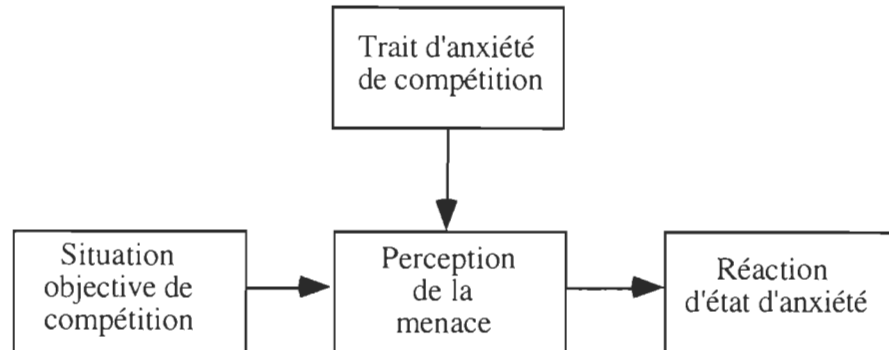 Trait d'anxiété
de compétition
Situation
objective de
compétition
Perception
de la
menace
Réaction
d'état d'anxiété